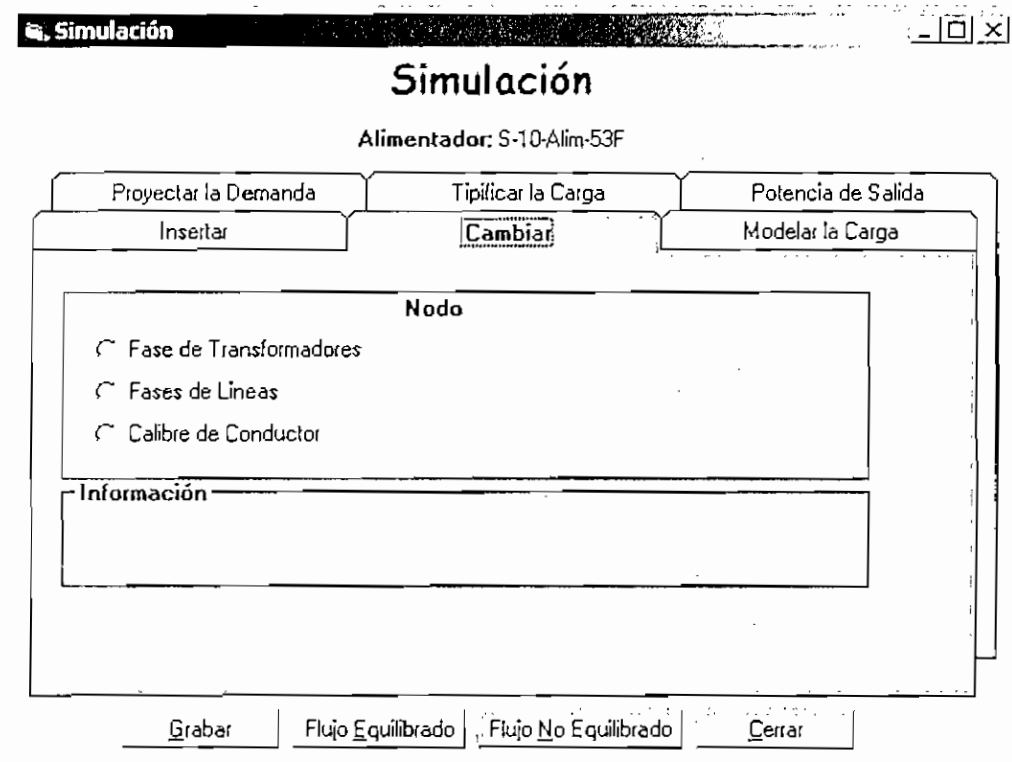 Simulación
Simulación
Alimentador: S-10-Alim-53F
Proyectar la Demanda Tipificar la Carga Potencia de Salida
Insertar Cambiar Modelar la Carga
Nodo
Fase de Transformadores
Fases de Lineas
Calibre de Conductor
Información
Grabar Flujo Equilibrado Flujo No Equilibrado Cerrar